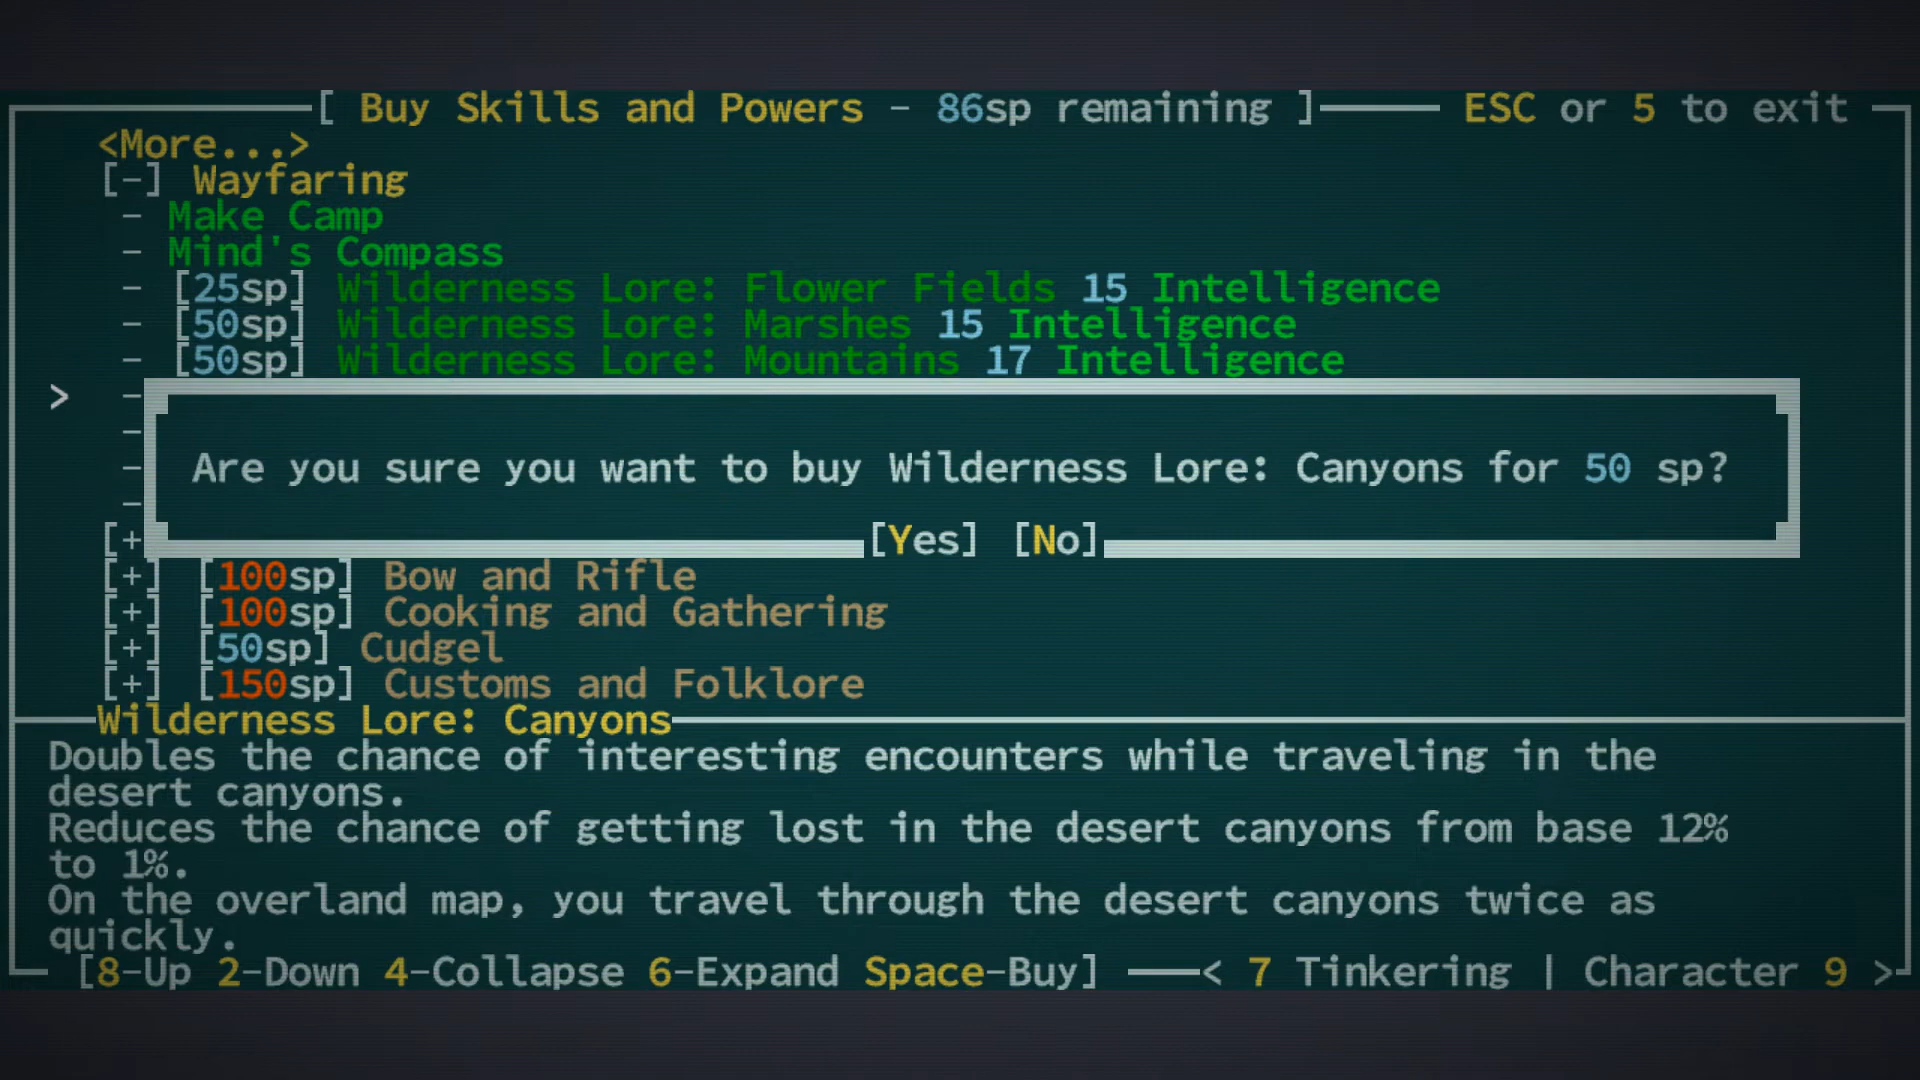 [ Buy Skills and Powers - 86sp remaining ] ESC or 5 to exit
<More...>
[-] Wayfaring
- Make Camp
- Mind's Compass
- [25sp] Wilderness Lore: Flower Fields 15 Intelligence
- [50sp] Wilderness Lore: Marshes 15 Intelligence
- [50sp] Wilderness Lore: Mountains 17 Intelligence
> -
-
-
Are you sure you want to buy Wilderness Lore: Canyons for 50 sp?
-
[+
[Yes] [No]
[+] [100sp] Bow and Rifle
[+] [100sp] Cooking and Gathering
[+] [50sp] Cudgel
[+] [150sp] Customs and Folklore
Wilderness Lore: Canyons
Doubles the chance of interesting encounters while traveling in the
desert canyons.
Reduces the chance of getting lost in the desert canyons from base 12%
to 1%.
On the overland map, you travel through the desert canyons twice as
quickly.
[8-Up 2-Down 4-Collapse 6-Expand Space-Buy] < 7 Tinkering | Character 9 >